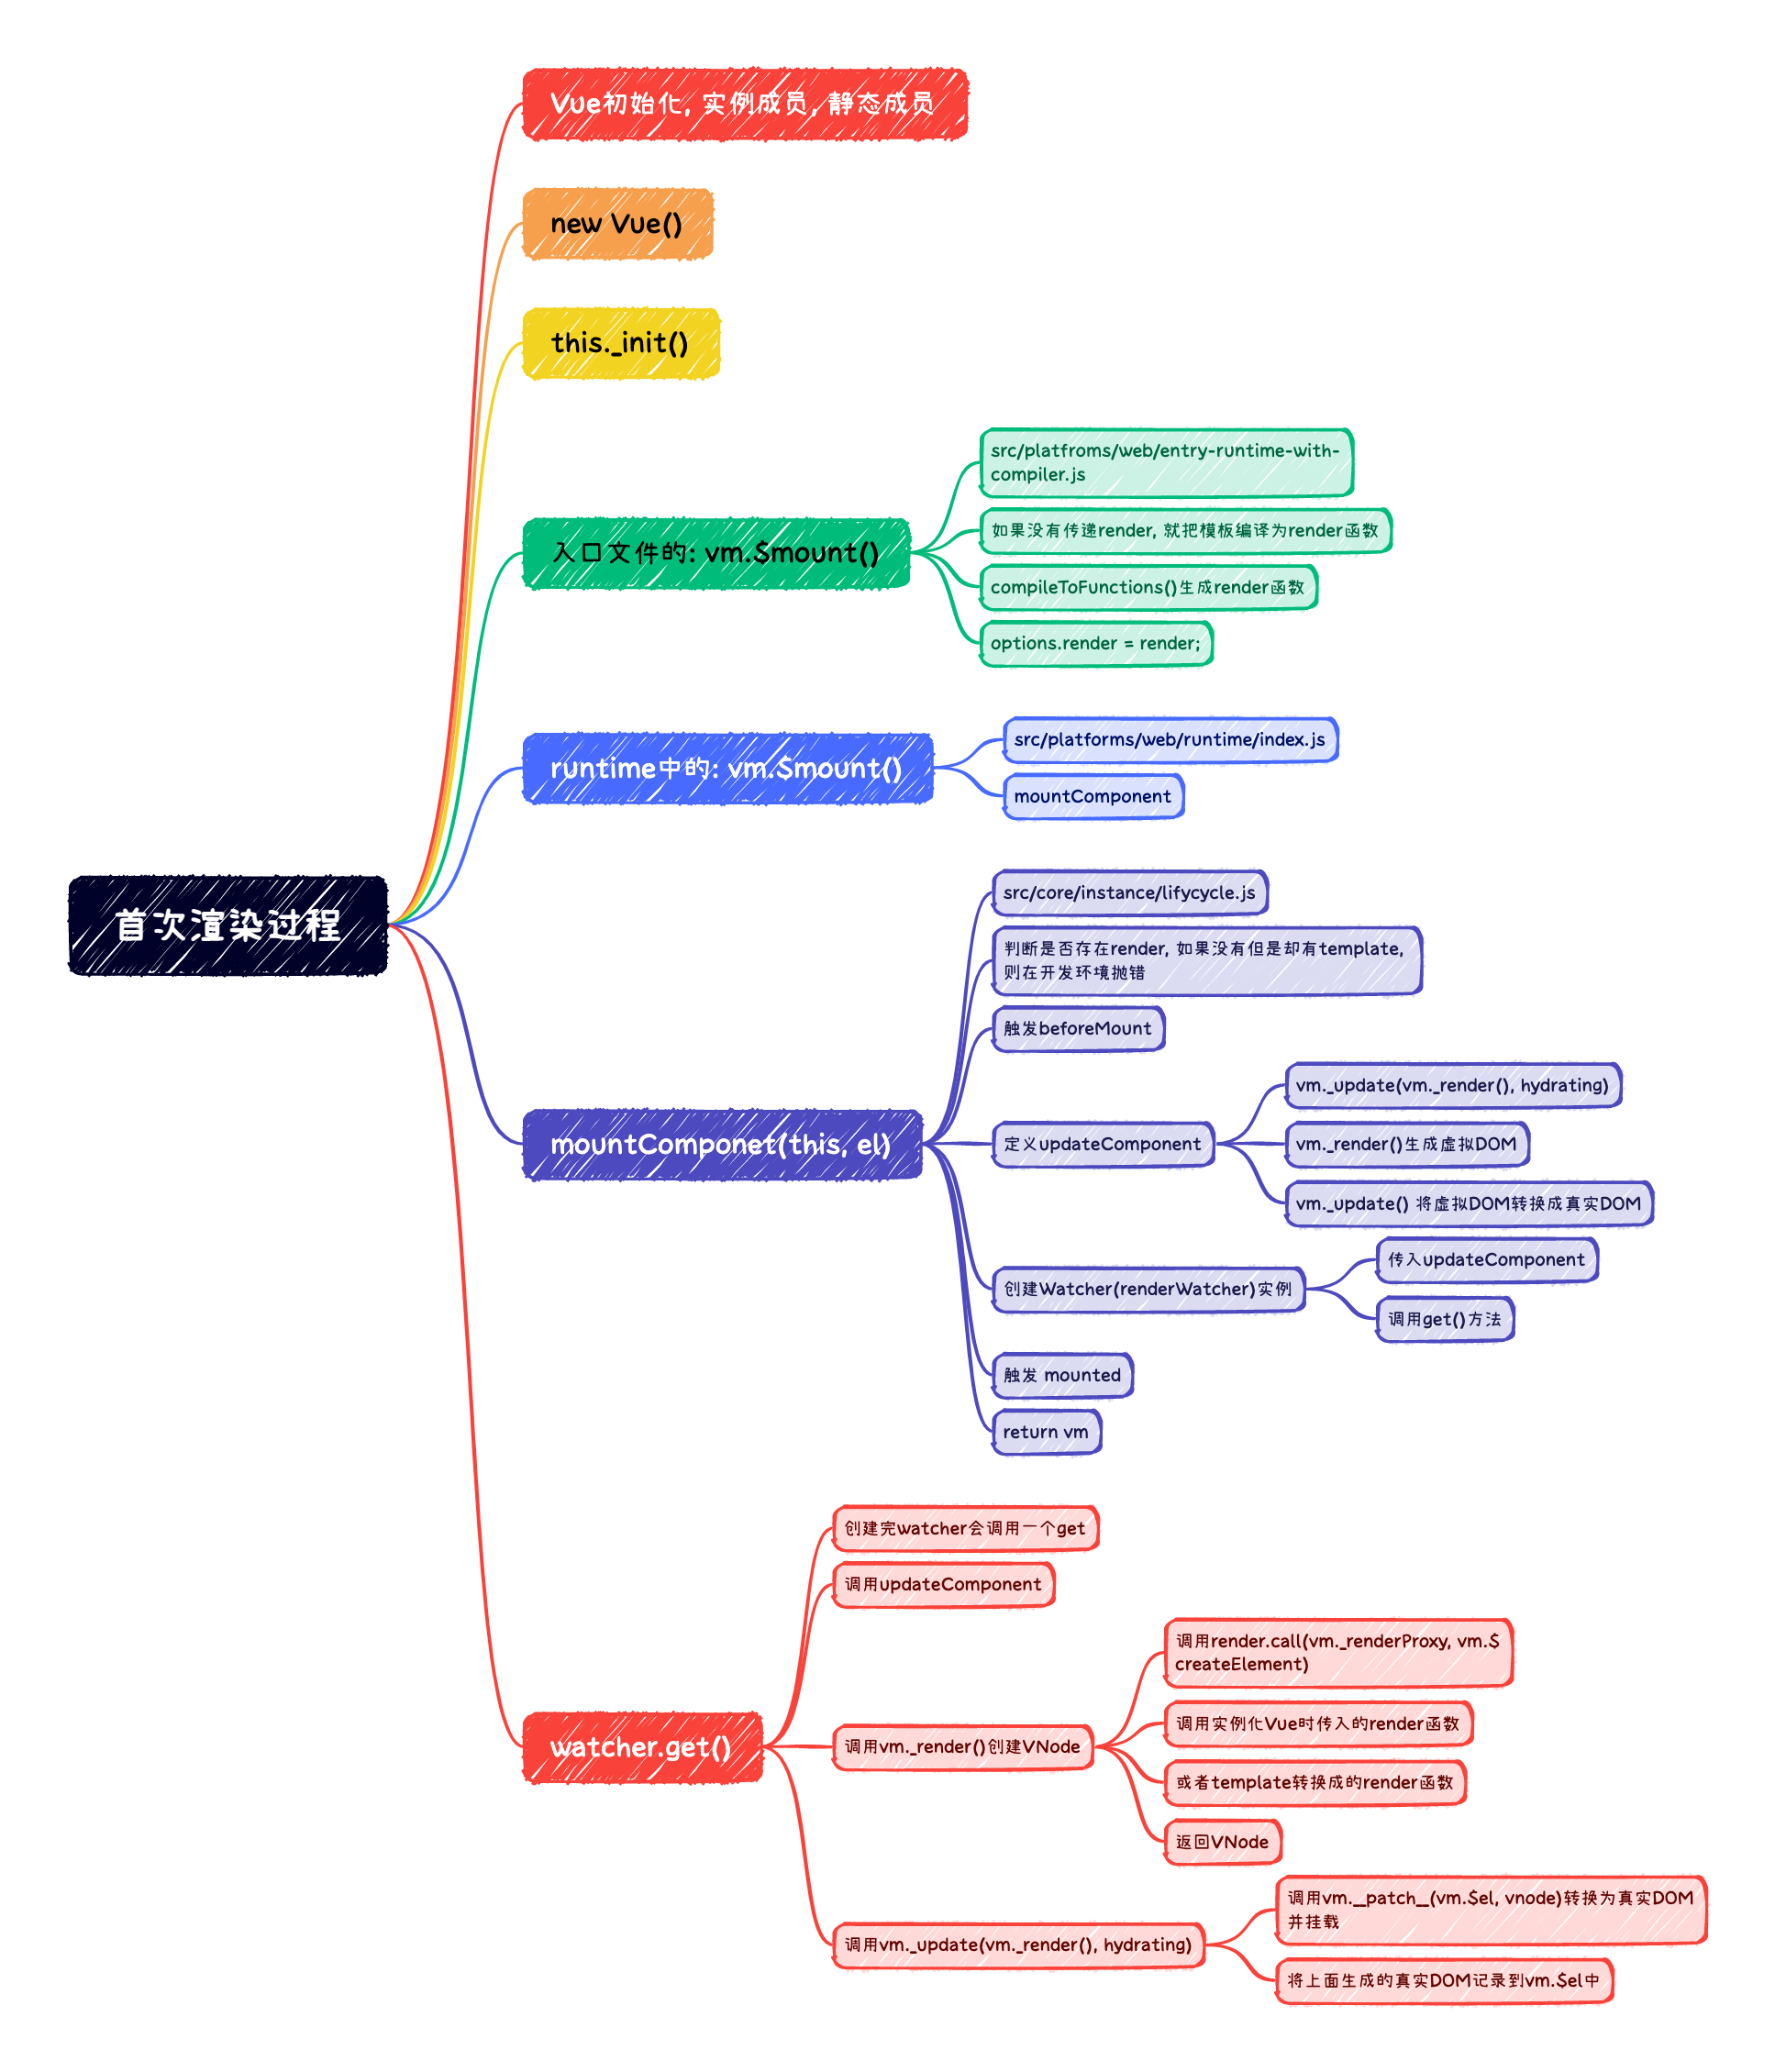 首次渲染过程
Vue初始化, 实例成员, 静态成员
new Vue()
this._init()
入口文件的: vm.$mount()
src/platfroms/web/entry-runtime-with-
compiler.js
如果没有传递render, 就把模板编译为render函数
compileToFunctions()生成render函数
options.render = render;
runtime中的: vm.$mount()
src/platforms/web/runtime/index.js
mountComponent
mountComponet(this, el)
src/core/instance/lifycycle.js
判断是否存在render, 如果没有但是却有template,
则在开发环境抛错
触发beforeMount
定义updateComponent
vm._update(vm._render(), hydrating)
vm._render()生成虚拟DOM
vm._update() 将虚拟DOM转换成真实DOM
创建Watcher(renderWatcher)实例
传入updateComponent
调用get()方法
触发 mounted
return vm
watcher.get()
创建完watcher会调用一个get
调用updateComponent
调用vm._render()创建VNode
调用render.call(vm._renderProxy, vm.$
createElement)
调用实例化Vue时传入的render函数
或者template转换成的render函数
返回VNode
调用vm._update(vm._render(), hydrating)
调用vm.__patch__(vm.$el, vnode)转换为真实DOM
并挂载
将上面生成的真实DOM记录到vm.$el中